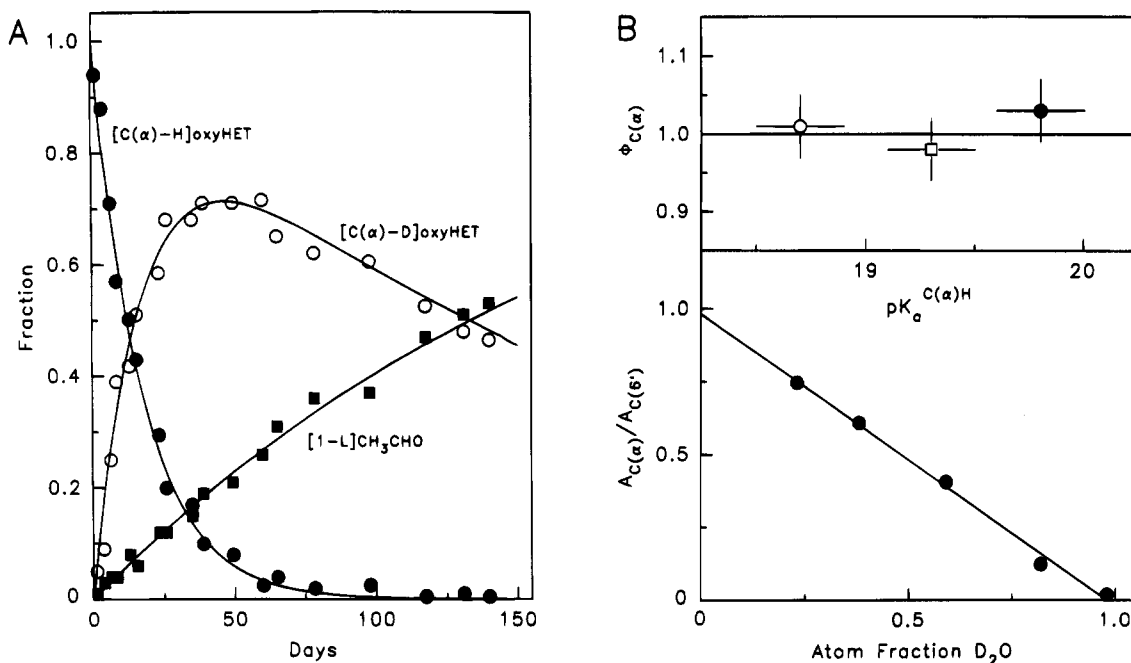 A
1.0
0.8
0.6
0.4
0.2
0
Fraction
[C(α)-H]oxyHET
[C(α)-D]oxyHET
[1-L]CH₃CHO
0
50
100
150
Days
B
1.1
1.0
0.9
ΦC(α)
19
20
pKₐC(α)H
1.0
0.5
0
AC(α)/AC(6')
0
0.5
1.0
Atom Fraction D₂O